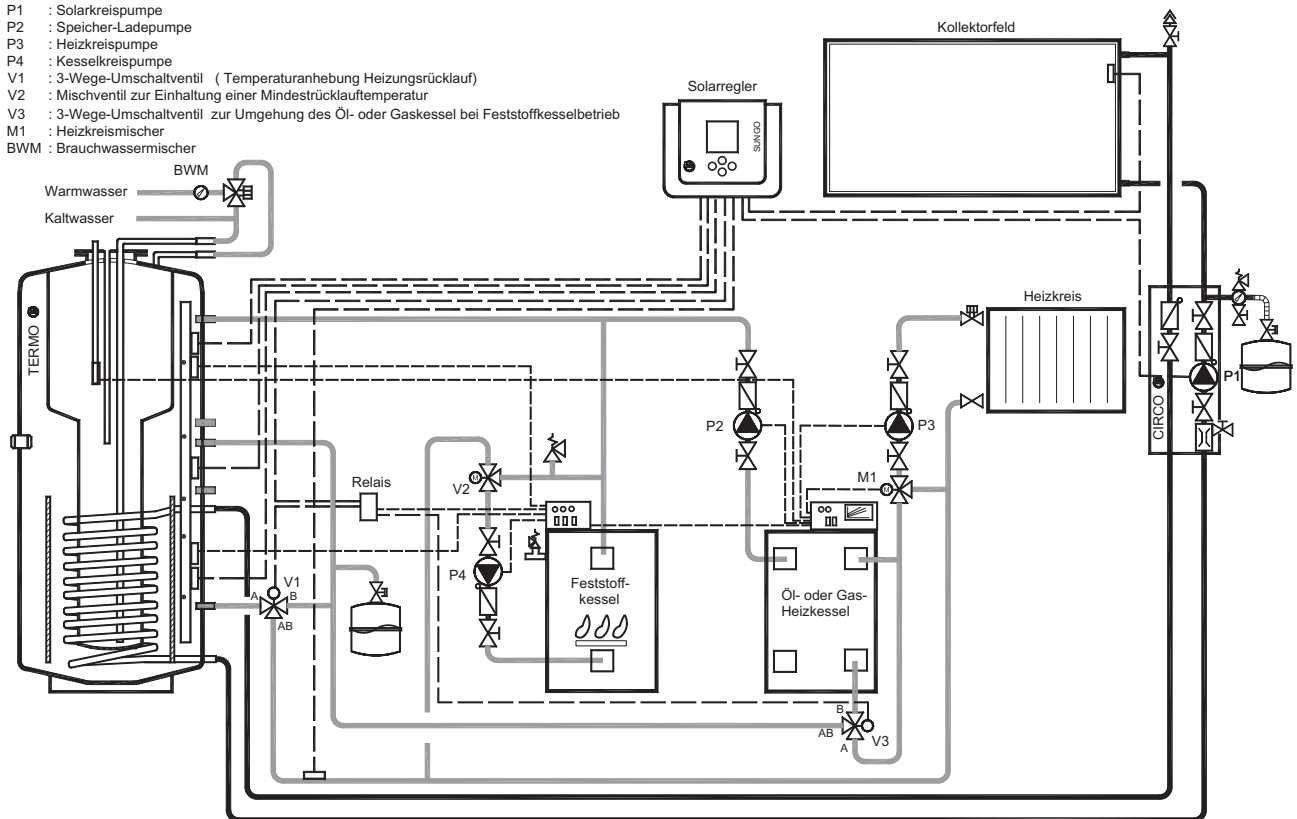 P1 : Solarkreispumpe
P2 : Speicher-Ladepumpe
P3 : Heizkreispumpe
P4 : Kesselkreispumpe
V1 : 3-Wege-Umschaltventil ( Temperaturanhebung Heizungsrücklauf)
V2 : Mischventil zur Einhaltung einer Mindestrücklauftemperatur
V3 : 3-Wege-Umschaltventil zur Umgehung des Öl- oder Gaskessel bei Feststoffkesselbetrieb
M1 : Heizkreismischer
BWM : Brauchwassermischer
Kollektorfeld
Solarregler
SUNGO
BWM
Warmwasser
Kaltwasser
TERMO
Heizkreis
P1
CIRCO
P2
P3
M1
M
V2
M
Relais
P4
V1
A
B
AB
Feststoff-
kessel
Öl- oder Gas-
Heizkessel
B
AB
A
V3